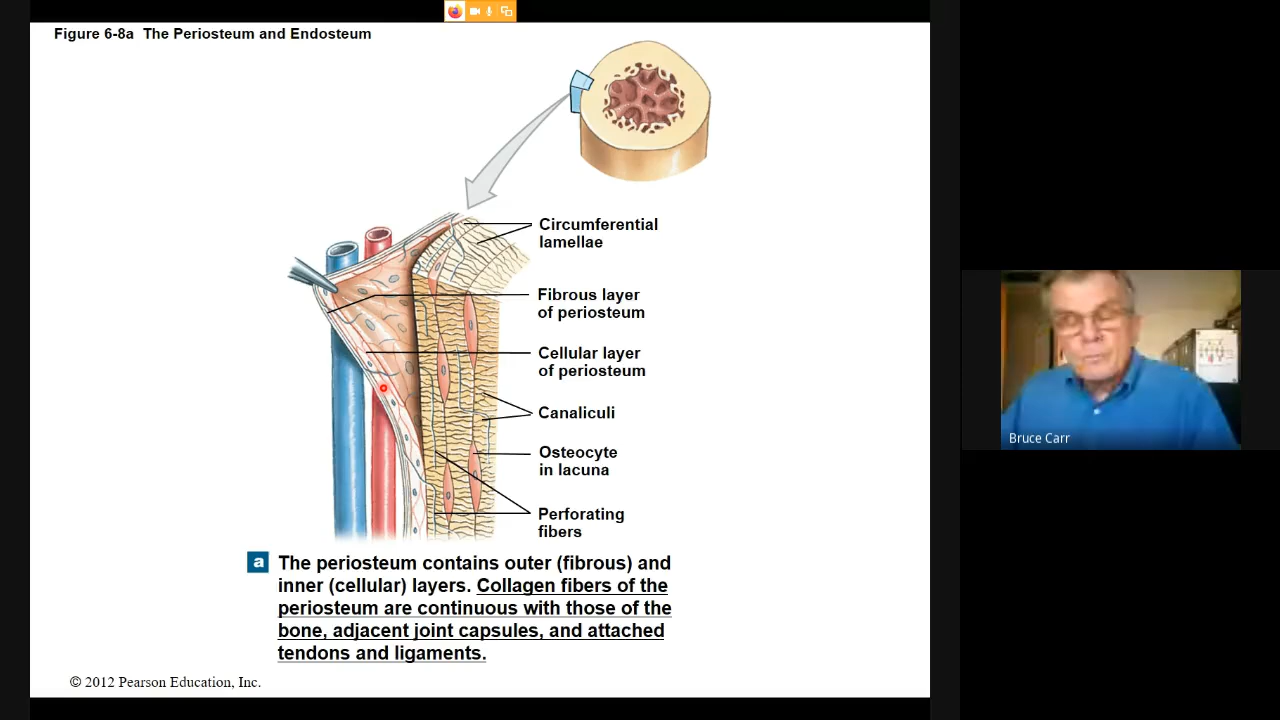 Figure 6-8a The Periosteum and Endosteum
Circumferential
lamellae
Fibrous layer
of periosteum
Cellular layer
of periosteum
Canaliculi
Osteocyte
in lacuna
Perforating
fibers
a The periosteum contains outer (fibrous) and
inner (cellular) layers. Collagen fibers of the
periosteum are continuous with those of the
bone, adjacent joint capsules, and attached
tendons and ligaments.
© 2012 Pearson Education, Inc.
Bruce Carr